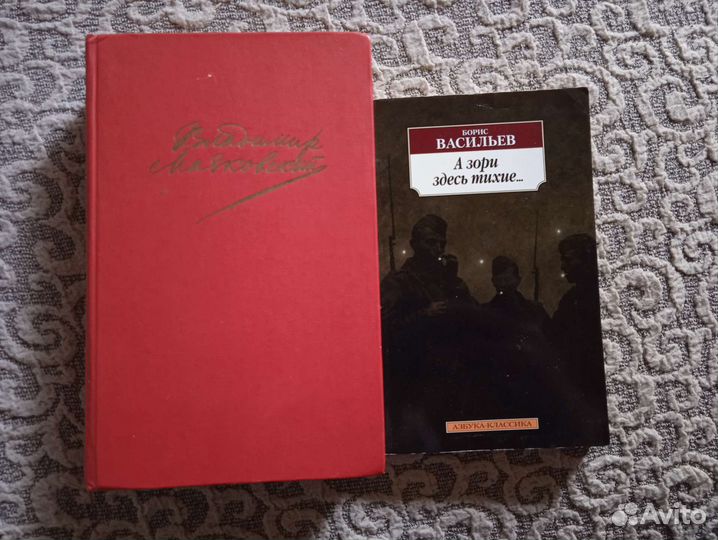 Владимир
Маяковский
БОРИС
ВАСИЛЬЕВ
А зори
здесь тихие...
АЗБУКА-КЛАССИКА
Avito